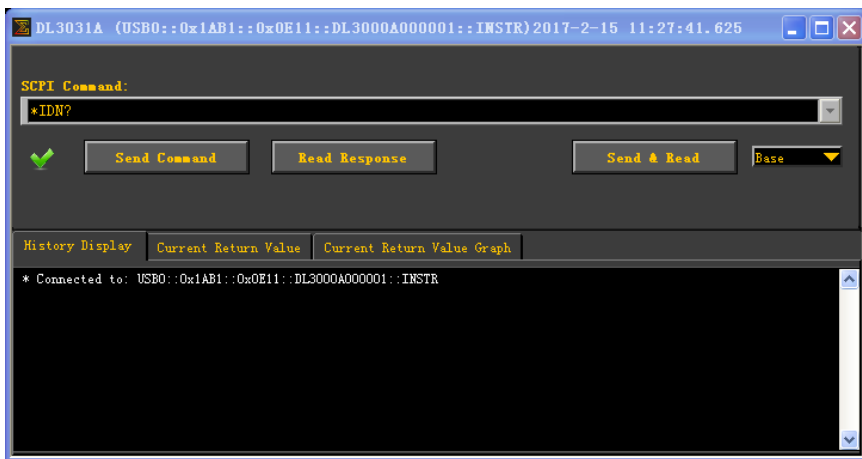 DL3031A (USB0::0x1AB1::0x0E11::DL3000A000001::INSTR)2017-2-15 11:27:41.625
SCPI Command:
*IDN?
Send Command Read Response Send & Read Base
History Display Current Return Value Current Return Value Graph
* Connected to: USB0::0x1AB1::0x0E11::DL3000A000001::INSTR